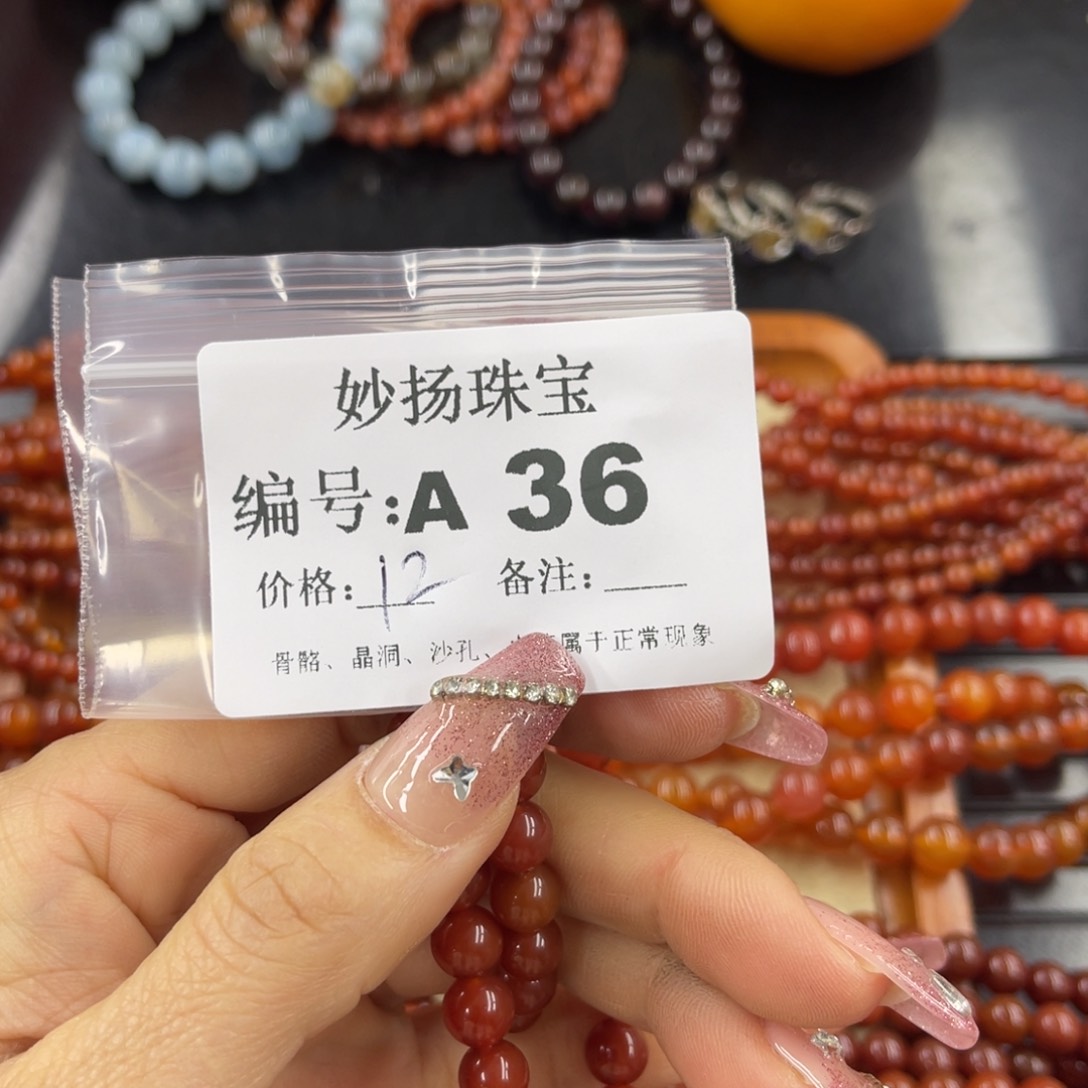 妙扬珠宝
编号:A 36
价格: 12 备注:
骨骼、晶洞、沙孔、属于正常现象